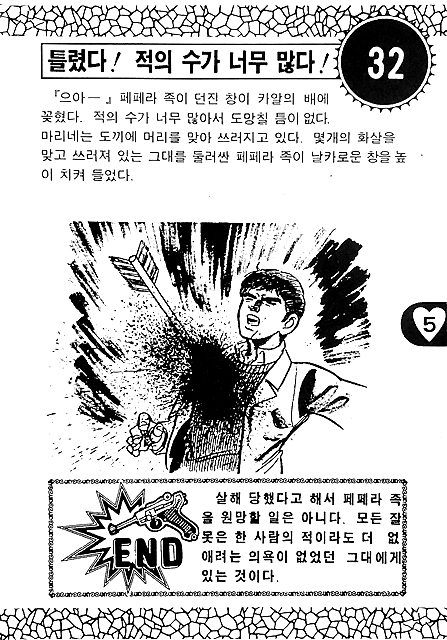 틀렸다! 적의 수가 너무 많다!
32
『으아ー』페페라 족이 던진 창이 카알의 배에
꽂혔다. 적의 수가 너무 많아서 도망칠 틈이 없다.
마리네는 도끼에 머리를 맞아 쓰러지고 있다. 몇개의 화살을
맞고 쓰러져 있는 그대를 둘러싼 페페라 족이 날카로운 창을 높
이 치켜 들었다.
5
END
살해 당했다고 해서 페페라 족
을 원망할 일은 아니다. 모든 잘
못은 한 사람의 적이라도 더 없
애려는 의욕이 없었던 그대에게
있는 것이다.